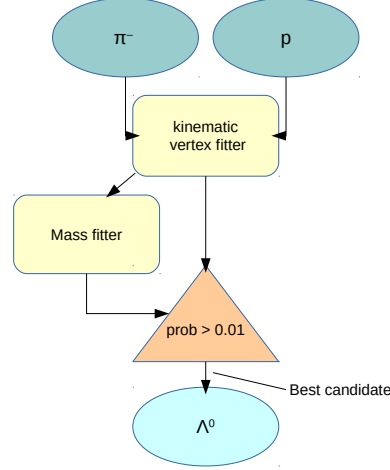 π⁻
p
kinematic
vertex fitter
Mass fitter
prob > 0.01
Best candidate
Λ⁰